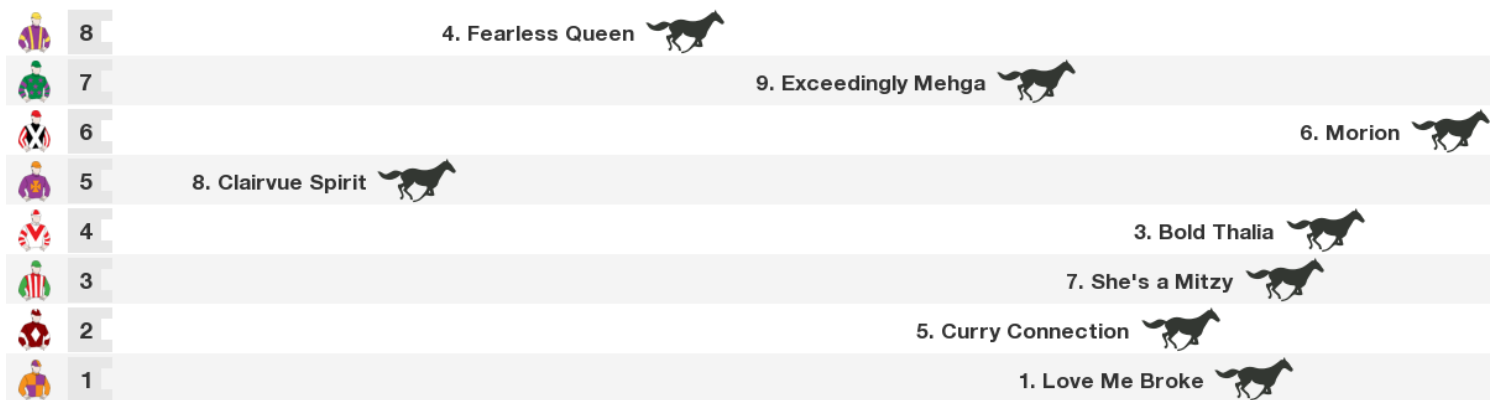 8 4. Fearless Queen
7 9. Exceedingly Mehga
6 6. Morion
5 8. Clairvue Spirit
4 3. Bold Thalia
3 7. She's a Mitzy
2 5. Curry Connection
1 1. Love Me Broke